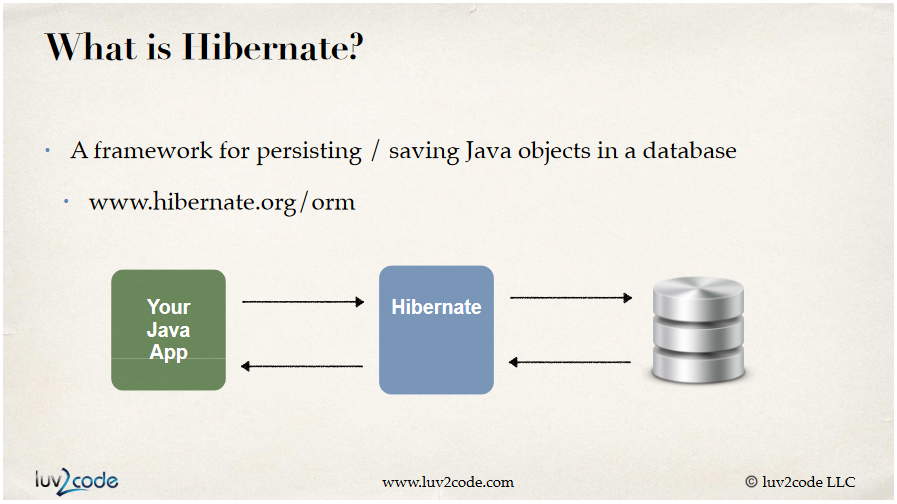 What is Hibernate?
• A framework for persisting / saving Java objects in a database
• www.hibernate.org/orm
Your
Java
App
Hibernate
luv2code
www.luv2code.com
© luv2code LLC